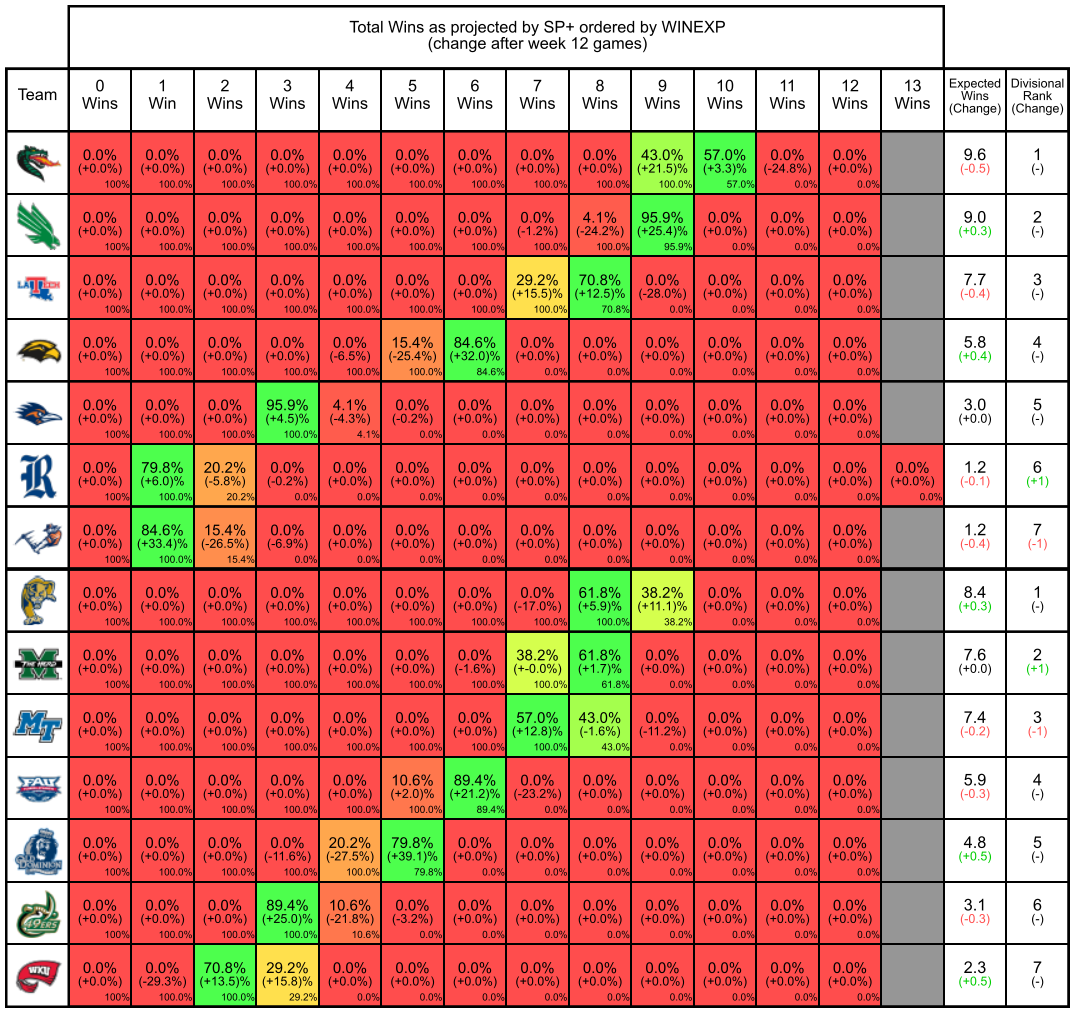 Total Wins as projected by SP+ ordered by WINEXP
(change after week 12 games)
Team 0 Wins 1 Win 2 Wins 3 Wins 4 Wins 5 Wins 6 Wins 7 Wins 8 Wins 9 Wins 10 Wins 11 Wins 12 Wins 13 Wins Expected Wins (Change) Divisional Rank (Change)
0.0% 0.0% 0.0% 0.0% 0.0% 0.0% 0.0% 0.0% 0.0% 43.0% 57.0% 0.0% 0.0% 9.6 1
(+0.0%) (+0.0%) (+0.0%) (+0.0%) (+0.0%) (+0.0%) (+0.0%) (+0.0%) (+0.0%) (+21.5)% (+3.3)% (-24.8%) (+0.0%) (-0.5) (-)
100% 100.0% 100.0% 100.0% 100.0% 100.0% 100.0% 100.0% 100.0% 100.0% 57.0% 0.0% 0.0%
0.0% 0.0% 0.0% 0.0% 0.0% 0.0% 0.0% 0.0% 4.1% 95.9% 0.0% 0.0% 0.0% 9.0 2
(+0.0%) (+0.0%) (+0.0%) (+0.0%) (+0.0%) (+0.0%) (+0.0%) (-1.2%) (-24.2%) (+25.4)% (+0.0%) (+0.0%) (+0.0%) (+0.3) (-)
100% 100.0% 100.0% 100.0% 100.0% 100.0% 100.0% 100.0% 100.0% 95.9% 0.0% 0.0% 0.0%
LA TECH 0.0% 0.0% 0.0% 0.0% 0.0% 0.0% 0.0% 29.2% 70.8% 0.0% 0.0% 0.0% 0.0% 7.7 3
(+0.0%) (+0.0%) (+0.0%) (+0.0%) (+0.0%) (+0.0%) (+0.0%) (+15.5)% (+12.5)% (-28.0%) (+0.0%) (+0.0%) (+0.0%) (-0.4) (-)
100% 100.0% 100.0% 100.0% 100.0% 100.0% 100.0% 100.0% 70.8% 0.0% 0.0% 0.0% 0.0%
0.0% 0.0% 0.0% 0.0% 0.0% 15.4% 84.6% 0.0% 0.0% 0.0% 0.0% 0.0% 0.0% 5.8 4
(+0.0%) (+0.0%) (+0.0%) (+0.0%) (-6.5%) (-25.4%) (+32.0)% (+0.0%) (+0.0%) (+0.0%) (+0.0%) (+0.0%) (+0.0%) (+0.4) (-)
100% 100.0% 100.0% 100.0% 100.0% 100.0% 84.6% 0.0% 0.0% 0.0% 0.0% 0.0% 0.0%
0.0% 0.0% 0.0% 95.9% 4.1% 0.0% 0.0% 0.0% 0.0% 0.0% 0.0% 0.0% 0.0% 3.0 5
(+0.0%) (+0.0%) (+0.0%) (+4.5)% (-4.3%) (-0.2%) (+0.0%) (+0.0%) (+0.0%) (+0.0%) (+0.0%) (+0.0%) (+0.0%) (+0.0) (-)
100% 100.0% 100.0% 100.0% 4.1% 0.0% 0.0% 0.0% 0.0% 0.0% 0.0% 0.0% 0.0%
R 0.0% 79.8% 20.2% 0.0% 0.0% 0.0% 0.0% 0.0% 0.0% 0.0% 0.0% 0.0% 0.0% 0.0% 1.2 6
(+0.0%) (+6.0)% (-5.8%) (-0.2%) (+0.0%) (+0.0%) (+0.0%) (+0.0%) (+0.0%) (+0.0%) (+0.0%) (+0.0%) (+0.0%) (+0.0%) (-0.1) (+1)
100% 100.0% 20.2% 0.0% 0.0% 0.0% 0.0% 0.0% 0.0% 0.0% 0.0% 0.0% 0.0% 0.0%
0.0% 84.6% 15.4% 0.0% 0.0% 0.0% 0.0% 0.0% 0.0% 0.0% 0.0% 0.0% 0.0% 1.2 7
(+0.0%) (+33.4)% (-26.5%) (-6.9%) (+0.0%) (+0.0%) (+0.0%) (+0.0%) (+0.0%) (+0.0%) (+0.0%) (+0.0%) (+0.0%) (-0.4) (-1)
100% 100.0% 15.4% 0.0% 0.0% 0.0% 0.0% 0.0% 0.0% 0.0% 0.0% 0.0% 0.0%
0.0% 0.0% 0.0% 0.0% 0.0% 0.0% 0.0% 0.0% 61.8% 38.2% 0.0% 0.0% 0.0% 8.4 1
(+0.0%) (+0.0%) (+0.0%) (+0.0%) (+0.0%) (+0.0%) (+0.0%) (-17.0%) (+5.9)% (+11.1)% (+0.0%) (+0.0%) (+0.0%) (+0.3) (-)
100% 100.0% 100.0% 100.0% 100.0% 100.0% 100.0% 100.0% 100.0% 38.2% 0.0% 0.0% 0.0%
M THE HERD 0.0% 0.0% 0.0% 0.0% 0.0% 0.0% 0.0% 38.2% 61.8% 0.0% 0.0% 0.0% 0.0% 7.6 2
(+0.0%) (+0.0%) (+0.0%) (+0.0%) (+0.0%) (+0.0%) (-1.6%) (+-0.0%) (+1.7)% (+0.0%) (+0.0%) (+0.0%) (+0.0%) (+0.0) (+1)
100% 100.0% 100.0% 100.0% 100.0% 100.0% 100.0% 100.0% 61.8% 0.0% 0.0% 0.0% 0.0%
MT 0.0% 0.0% 0.0% 0.0% 0.0% 0.0% 0.0% 57.0% 43.0% 0.0% 0.0% 0.0% 0.0% 7.4 3
(+0.0%) (+0.0%) (+0.0%) (+0.0%) (+0.0%) (+0.0%) (+0.0%) (+12.8)% (-1.6%) (-11.2%) (+0.0%) (+0.0%) (+0.0%) (-0.2) (-1)
100% 100.0% 100.0% 100.0% 100.0% 100.0% 100.0% 100.0% 43.0% 0.0% 0.0% 0.0% 0.0%
FAU 0.0% 0.0% 0.0% 0.0% 0.0% 10.6% 89.4% 0.0% 0.0% 0.0% 0.0% 0.0% 0.0% 5.9 4
(+0.0%) (+0.0%) (+0.0%) (+0.0%) (+0.0%) (+2.0)% (+21.2)% (-23.2%) (+0.0%) (+0.0%) (+0.0%) (+0.0%) (+0.0%) (-0.3) (-)
100% 100.0% 100.0% 100.0% 100.0% 100.0% 89.4% 0.0% 0.0% 0.0% 0.0% 0.0% 0.0%
DOMINION 0.0% 0.0% 0.0% 0.0% 20.2% 79.8% 0.0% 0.0% 0.0% 0.0% 0.0% 0.0% 0.0% 4.8 5
(+0.0%) (+0.0%) (+0.0%) (-11.6%) (-27.5%) (+39.1)% (+0.0%) (+0.0%) (+0.0%) (+0.0%) (+0.0%) (+0.0%) (+0.0%) (+0.5) (-)
100% 100.0% 100.0% 100.0% 100.0% 79.8% 0.0% 0.0% 0.0% 0.0% 0.0% 0.0% 0.0%
49ERS 0.0% 0.0% 0.0% 89.4% 10.6% 0.0% 0.0% 0.0% 0.0% 0.0% 0.0% 0.0% 0.0% 3.1 6
(+0.0%) (+0.0%) (+0.0%) (+25.0)% (-21.8%) (-3.2%) (+0.0%) (+0.0%) (+0.0%) (+0.0%) (+0.0%) (+0.0%) (+0.0%) (-0.3) (-)
100% 100.0% 100.0% 100.0% 10.6% 0.0% 0.0% 0.0% 0.0% 0.0% 0.0% 0.0% 0.0%
WKU 0.0% 0.0% 70.8% 29.2% 0.0% 0.0% 0.0% 0.0% 0.0% 0.0% 0.0% 0.0% 0.0% 2.3 7
(+0.0%) (-29.3%) (+13.5)% (+15.8)% (+0.0%) (+0.0%) (+0.0%) (+0.0%) (+0.0%) (+0.0%) (+0.0%) (+0.0%) (+0.0%) (+0.5) (-)
100% 100.0% 100.0% 29.2% 0.0% 0.0% 0.0% 0.0% 0.0% 0.0% 0.0% 0.0% 0.0%